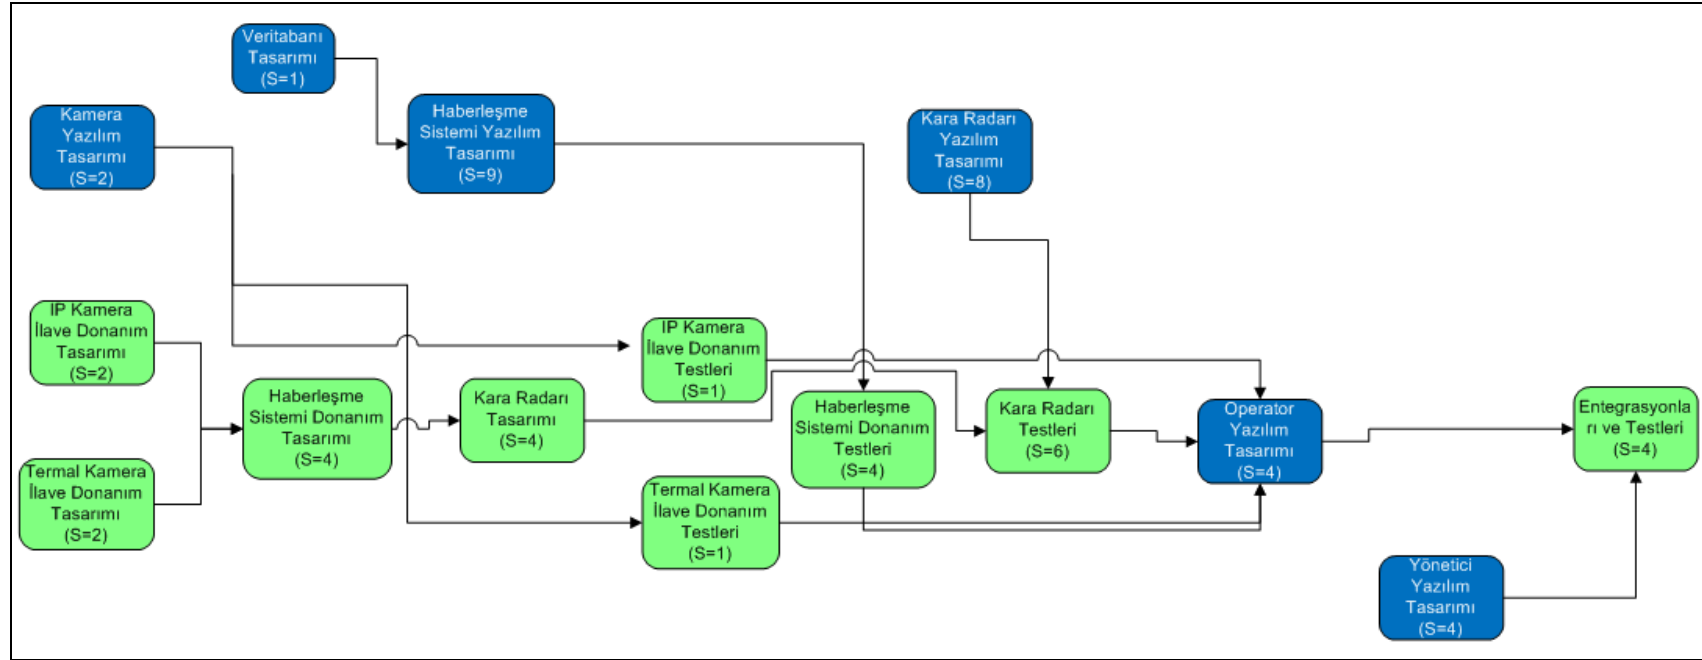 Veritabanı
Tasarımı
(S=1)
Kamera
Yazılım
Tasarımı
(S=2)
Haberleşme
Sistemi Yazılım
Tasarımı
(S=9)
Kara Radarı
Yazılım
Tasarımı
(S=8)
IP Kamera
İlave Donanım
Tasarımı
(S=2)
Termal Kamera
İlave Donanım
Tasarımı
(S=2)
Haberleşme
Sistemi Donanım
Tasarımı
(S=4)
Kara Radarı
Tasarımı
(S=4)
IP Kamera
İlave Donanım
Testleri
(S=1)
Termal Kamera
İlave Donanım
Testleri
(S=1)
Haberleşme
Sistemi Donanım
Testleri
(S=4)
Kara Radarı
Testleri
(S=6)
Operator
Yazılım
Tasarımı
(S=4)
Entegrasyonla
rı ve Testleri
(S=4)
Yönetici
Yazılım
Tasarımı
(S=4)